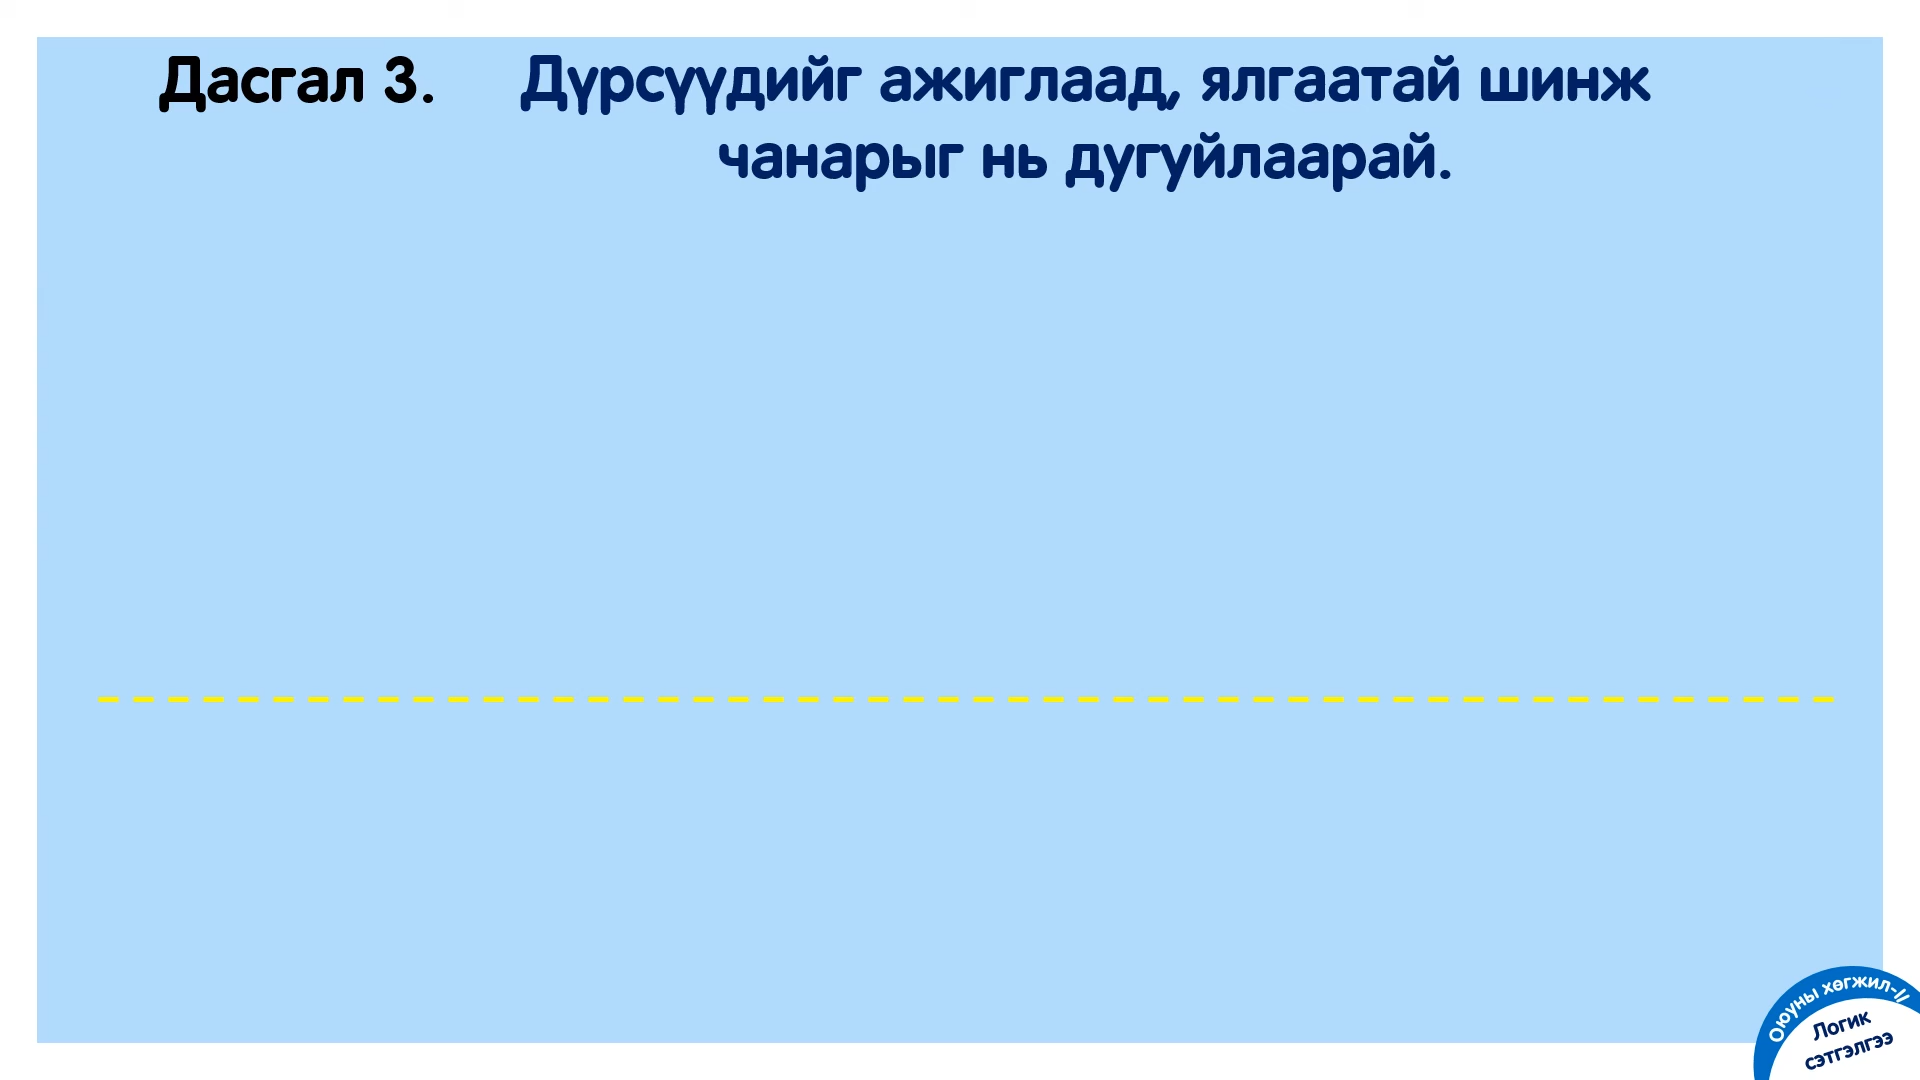 Дасгал 3. Дүрсүүдийг ажиглаад, ялгаатай шинж
чанарыг нь дугуйлаарай.
Оюуны хөгжил-II
Логик
сэтгэлгээ